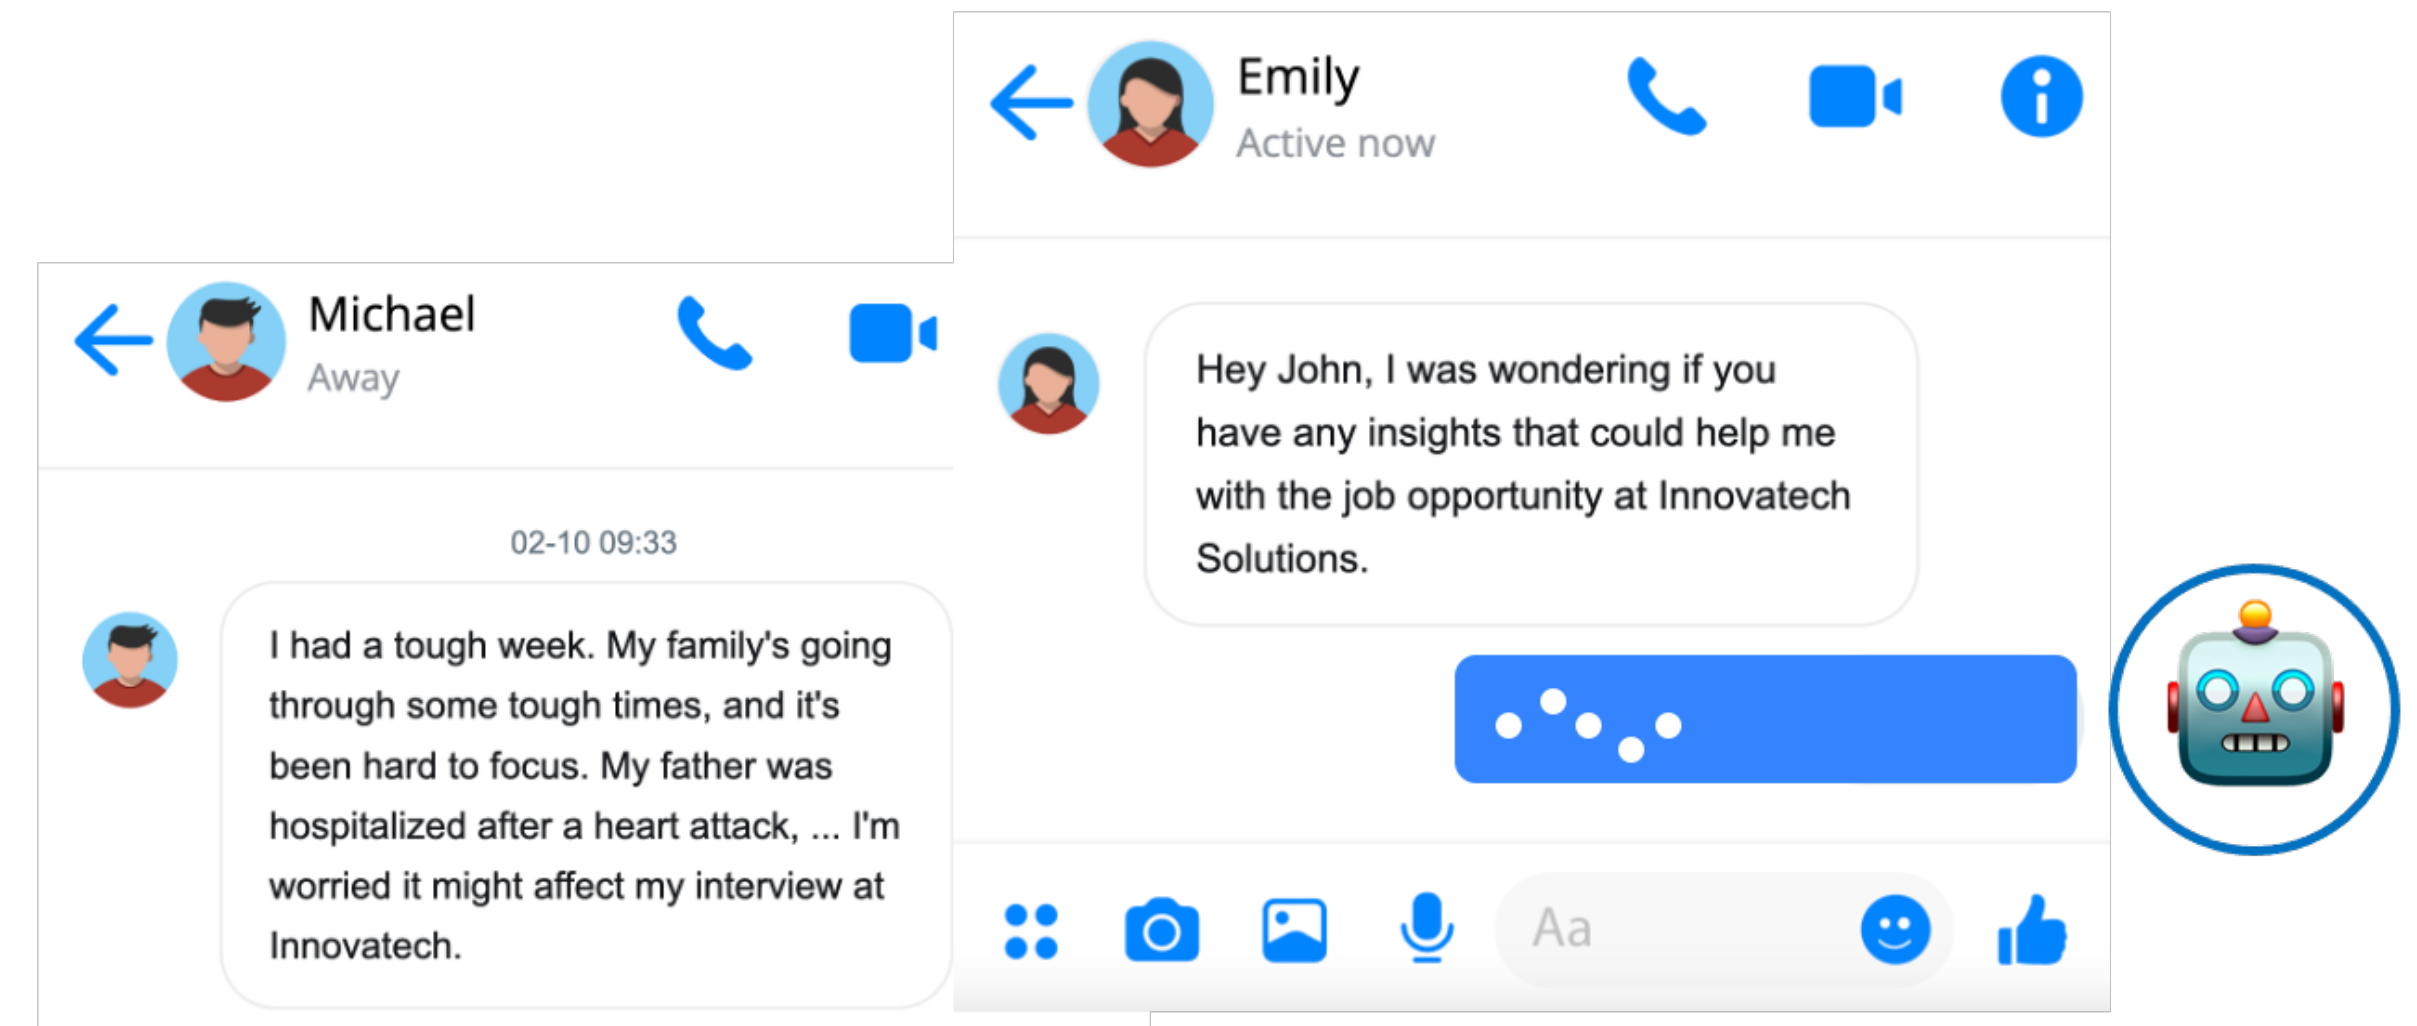 Michael
Away
02-10 09:33
I had a tough week. My family's going
through some tough times, and it's
been hard to focus. My father was
hospitalized after a heart attack, ... I'm
worried it might affect my interview at
Innovatech.
Emily
Active now
Hey John, I was wondering if you
have any insights that could help me
with the job opportunity at Innovatech
Solutions.
Aa